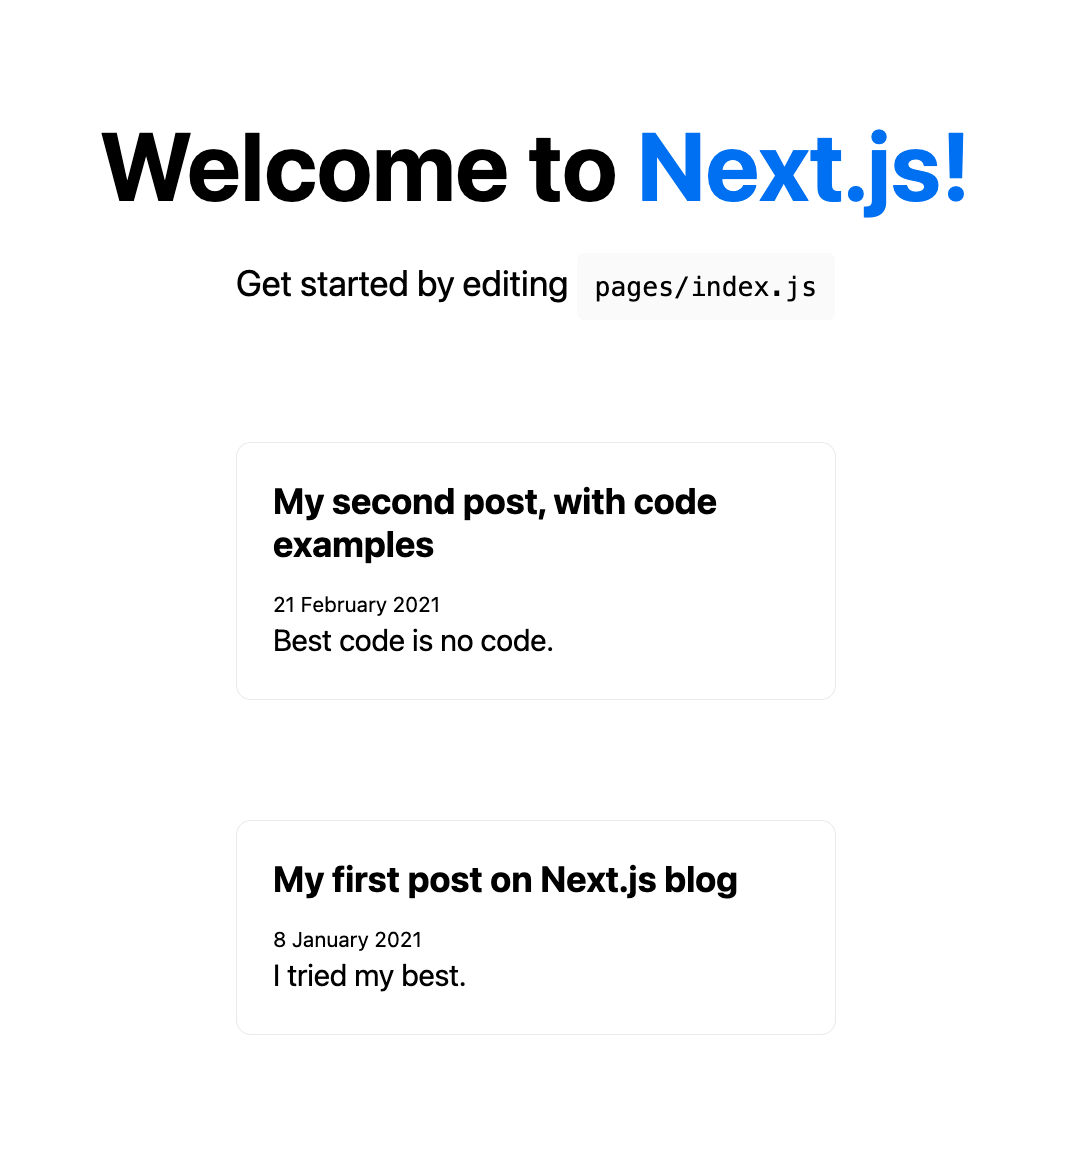 Welcome to Next.js!
Get started by editing pages/index.js
My second post, with code
examples
21 February 2021
Best code is no code.
My first post on Next.js blog
8 January 2021
I tried my best.